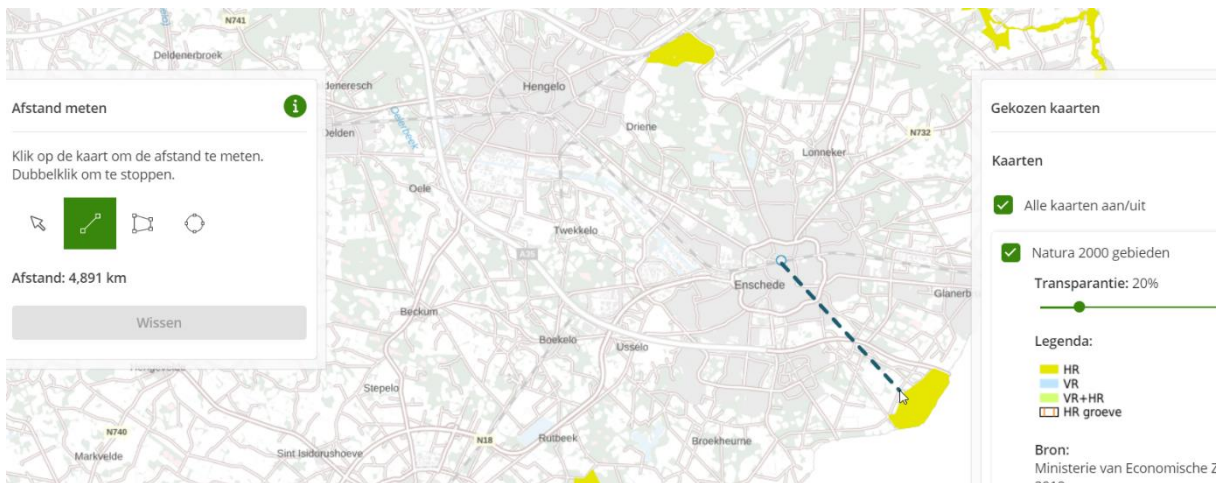 N741
Deldenerbroek
Hengelo
Deldeneresch
Driene
N732
Delden
Lonneker
Oele
Twekkelo
A35
Enschede
Glanerb
Beckum
Boekelo
Usselo
Stepelo
N740
Markvelde
N18
Rutbeek
Broekheurne
Sint Isidorushoeve
Afstand meten
Klik op de kaart om de afstand te meten.
Dubbelklik om te stoppen.
Afstand: 4,891 km
Wissen
Gekozen kaarten
Kaarten
Alle kaarten aan/uit
Natura 2000 gebieden
Transparantie: 20%
Legenda:
HR
VR
VR+HR
HR groeve
Bron:
Ministerie van Economische Z